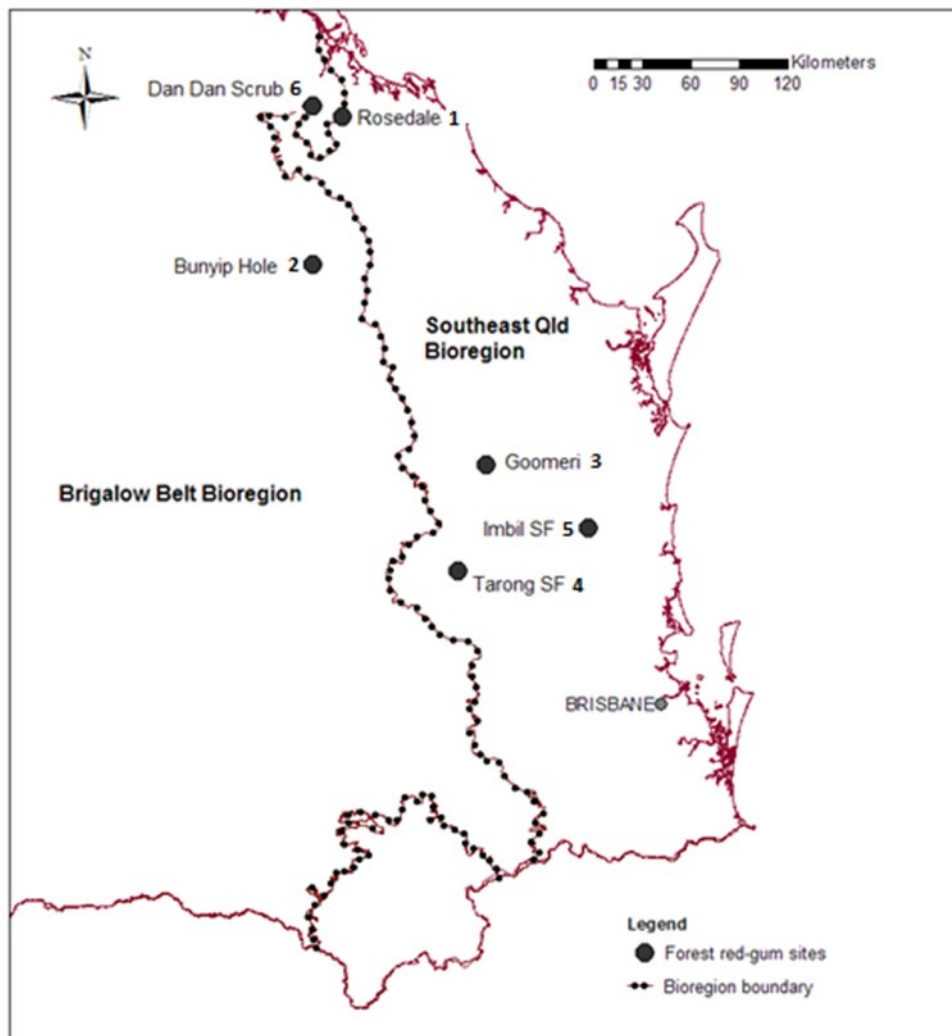 N
Kilometers
0 15 30 60 90 120
Dan Dan Scrub 6
Rosedale 1
Bunyip Hole 2
Southeast Qld
Bioregion
Goomeri 3
Brigalow Belt Bioregion
Imbil SF 5
Tarong SF 4
BRISBANE
Legend
Forest red-gum sites
Bioregion boundary